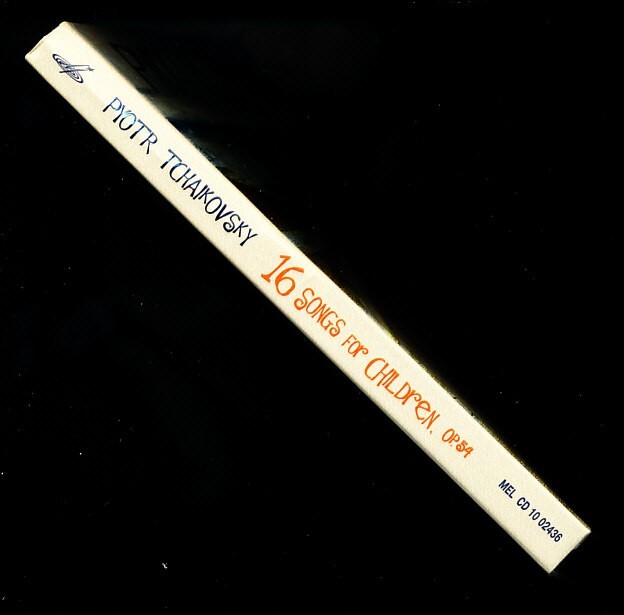 PYOTR TCHAIKOVSKY 16 SONGS FOR CHILDREN. OP. 54 MEL CD 10 02436